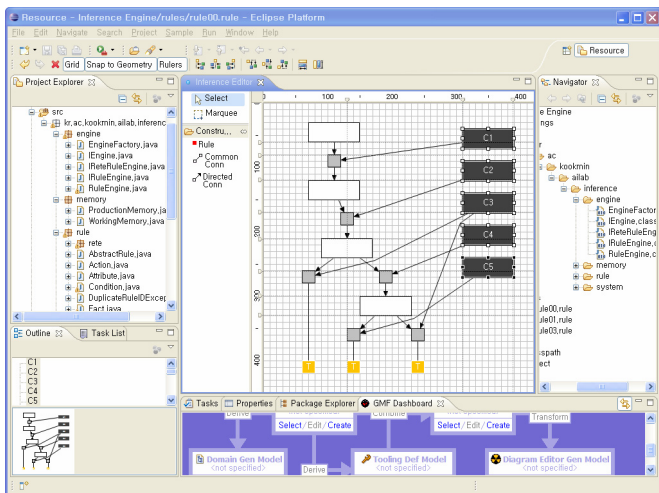 Resource - Inference Engine/rules/rule00.rule - Eclipse Platform
File Edit Navigate Search Project Sample Run Window Help
Resource
Grid Snap to Geometry Rulers
Project Explorer
src
kr,ac,kookmin,ailab,inferenc
engine
EngineFactory,java
IEngine,java
IReteRuleEngine,java
IRuleEngine,java
RuleEngine,java
memory
ProductionMemory,ja
WorkingMemory,java
rule
rete
AbstractRule,java
Action,java
Attribute,java
Condition,java
DuplicateRuleIDExcep
Fact,java
Outline Task List
C1
C2
C3
C4
C5
Inference Editor
Select
Marquee
Constru,,,
Rule
Common
Conn
Directed
Conn
0 100 200 300 400
100
200
300
400
C1
C2
C3
C4
C5
T T T
Navigator
e Engine
ngs
r
ac
kookmin
ailab
inference
engine
EngineFactor
IEngine,class
IReteRuleEng
IRuleEngine,c
RuleEngine,c
memory
rule
system
ule00,rule
ule01,rule
ule03,rule
sspath
ect
Tasks Properties Package Explorer GMF Dashboard
Derive Combine Transform
Select/Edit/Create Select/Edit/Create
Domain Gen Model
<not specified>
Derive
Tooling Def Model
<not specified>
Diagram Editor Gen Model
<not specified>